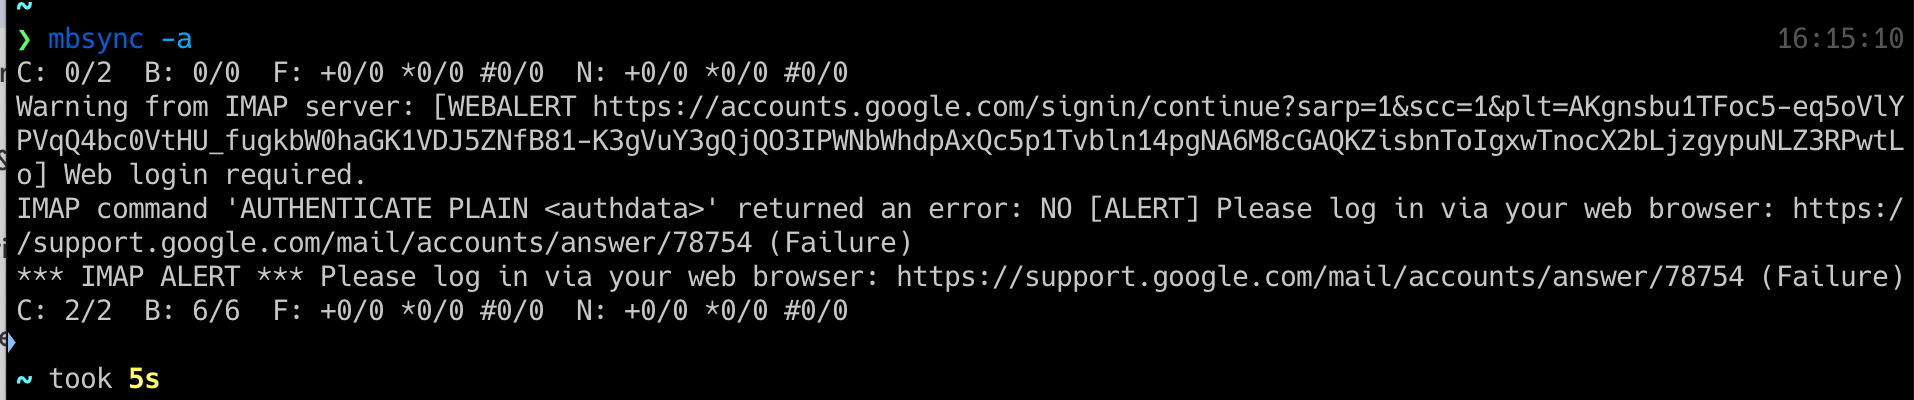 ~
❯ mbsync -a 16:15:10
C: 0/2  B: 0/0  F: +0/0 *0/0 #0/0  N: +0/0 *0/0 #0/0
Warning from IMAP server: [WEBALERT https://accounts.google.com/signin/continue?sarp=1&scc=1&plt=AKgnsbu1TFoc5-eq5oVlY
PVqQ4bc0VtHU_fugkbW0haGK1VDJ5ZNfB81-K3gVuY3gQjQO3IPWNbWhdpAxQc5p1Tvbln14pgNA6M8cGAQKZisbnToIgxwTnocX2bLjzgypuNLZ3RPwtL
o] Web login required.
IMAP command 'AUTHENTICATE PLAIN <authdata>' returned an error: NO [ALERT] Please log in via your web browser: https:/
/support.google.com/mail/accounts/answer/78754 (Failure)
*** IMAP ALERT *** Please log in via your web browser: https://support.google.com/mail/accounts/answer/78754 (Failure)
C: 2/2  B: 6/6  F: +0/0 *0/0 #0/0  N: +0/0 *0/0 #0/0
~ took 5s